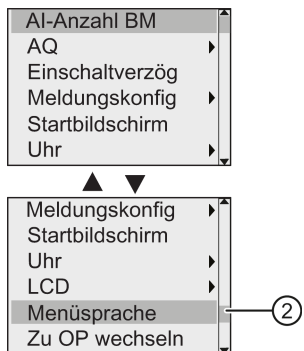 AI-Anzahl BM
AQ
Einschaltverzög
Meldungskonfig
Startbildschirm
Uhr
Meldungskonfig
Startbildschirm
Uhr
LCD
Menüsprache
Zu OP wechseln
2